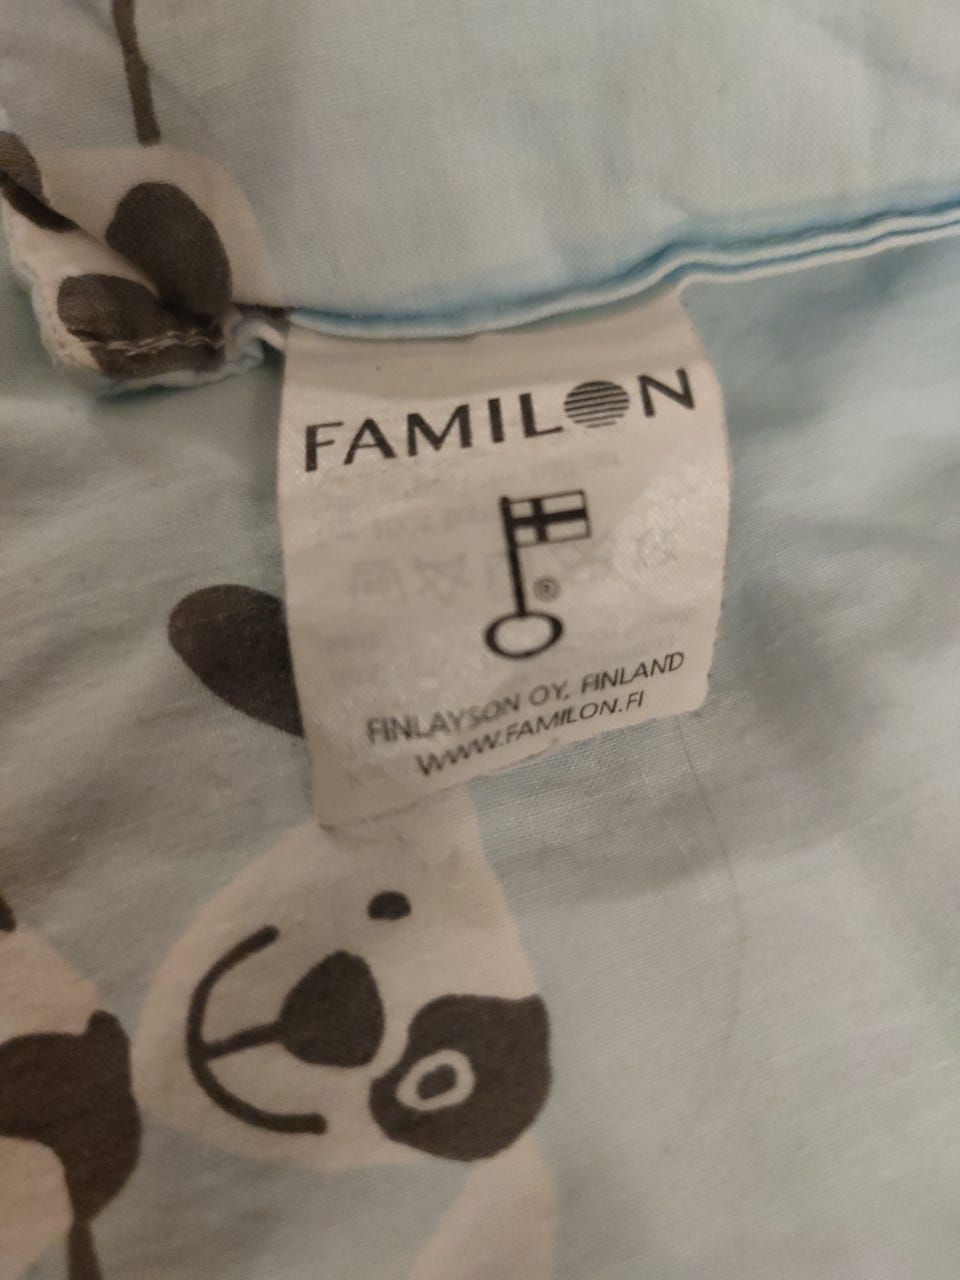 FAMILON
®
FINLAYSON OY, FINLAND
WWW.FAMILON.FI